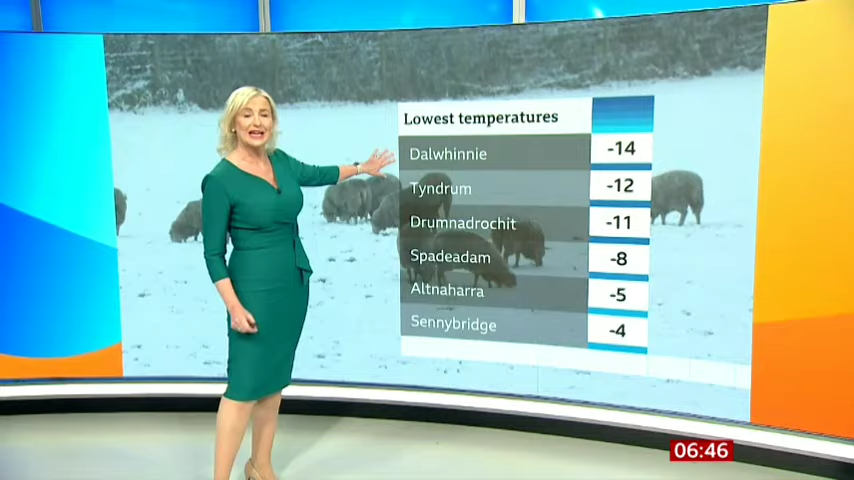 Lowest temperatures
Dalwhinnie -14
Tyndrum -12
Drumnadrochit -11
Spadeadam -8
Altnaharra -5
Sennybridge -4
06:46